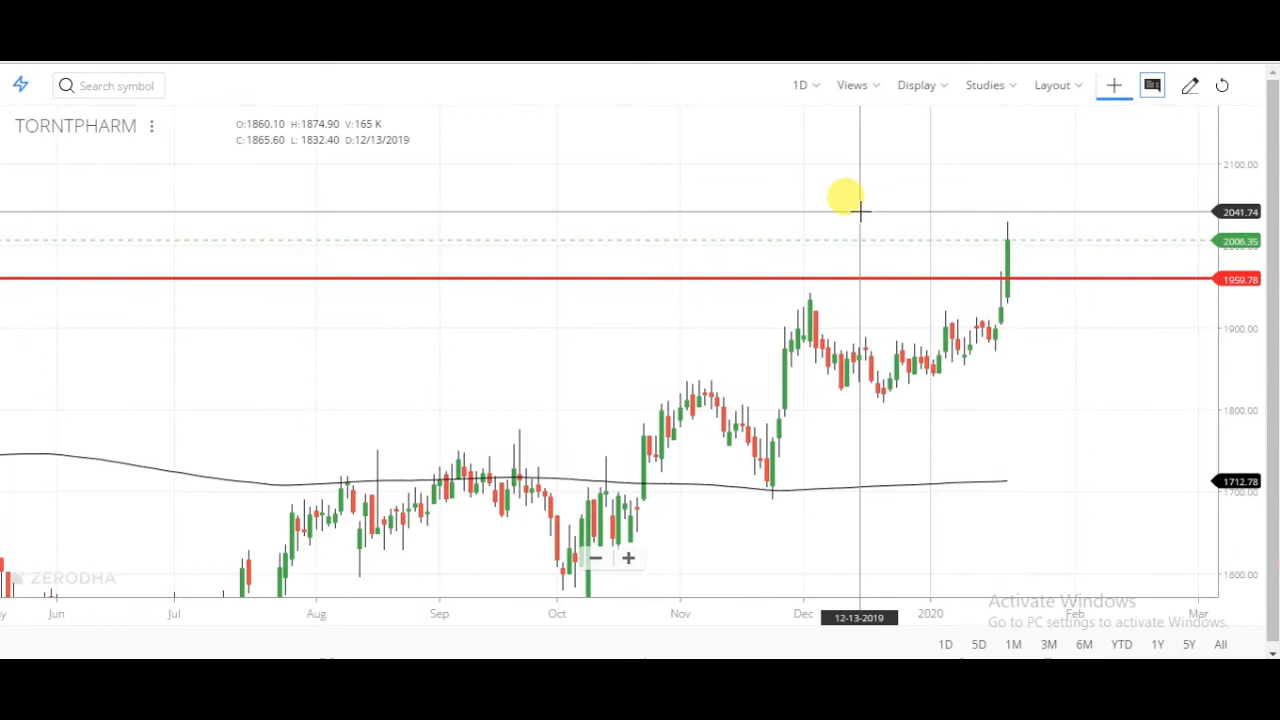 Search symbol
1D Views Display Studies Layout
TORNTPHARM
O:1860.10 H:1874.90 V:165 K
C:1865.60 L: 1832.40 D:12/13/2019
2100.00
2041.74
2006.35
1959.78
1900.00
1800.00
1712.78
1700.00
1600.00
ZERODHA
Jun Jul Aug Sep Oct Nov Dec 12-13-2019 2020 Feb Mar
Activate Windows
Go to PC settings to activate Windows.
1D 5D 1M 3M 6M YTD 1Y 5Y All